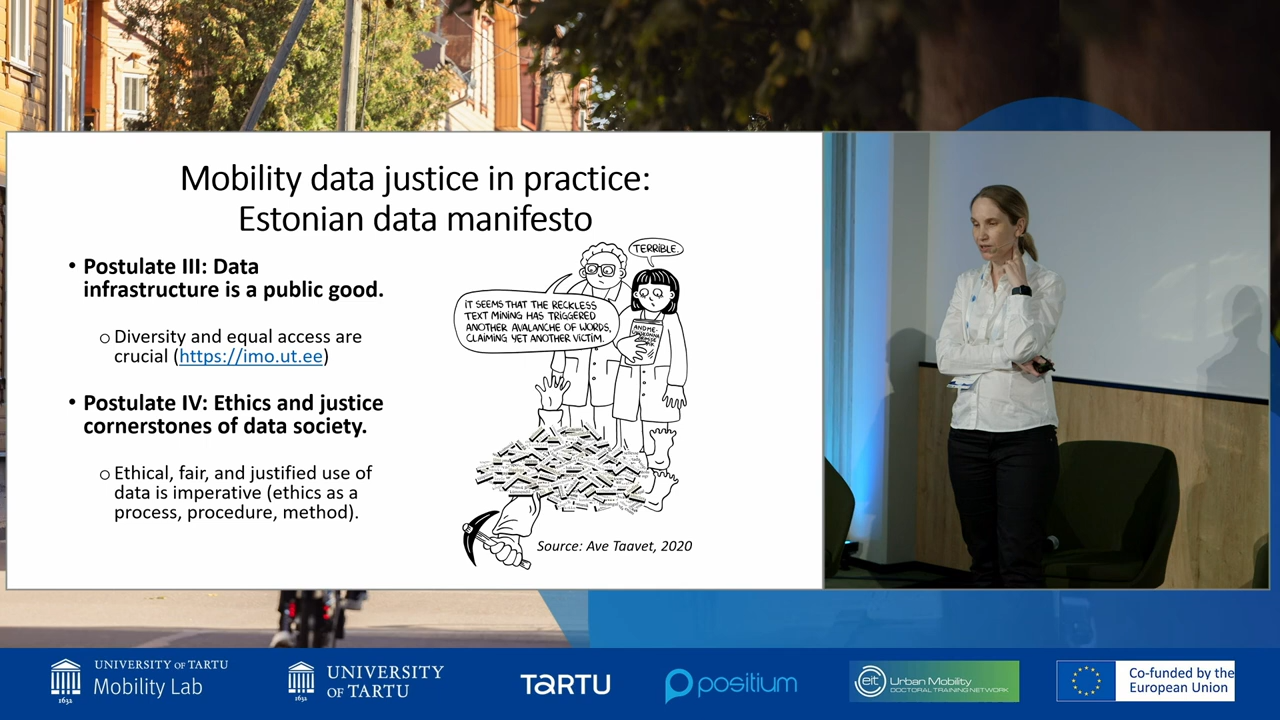 Mobility data justice in practice:
Estonian data manifesto
• Postulate III: Data
infrastructure is a public good.
o Diversity and equal access are
crucial (https://imo.ut.ee)
• Postulate IV: Ethics and justice
cornerstones of data society.
o Ethical, fair, and justified use of
data is imperative (ethics as a
process, procedure, method).
TERRIBLE.
IT SEEMS THAT THE RECKLESS
TEXT MINING HAS TRIGGERED
ANOTHER AVALANCHE OF WORDS,
CLAIMING YET ANOTHER VICTIM.
Source: Ave Taavet, 2020
UNIVERSITY OF TARTU
Mobility Lab
1632
UNIVERSITY
OF TARTU
1632
TARTU
positium
eit Urban Mobility
DOCTORAL TRAINING NETWORK
Co-funded by the
European Union